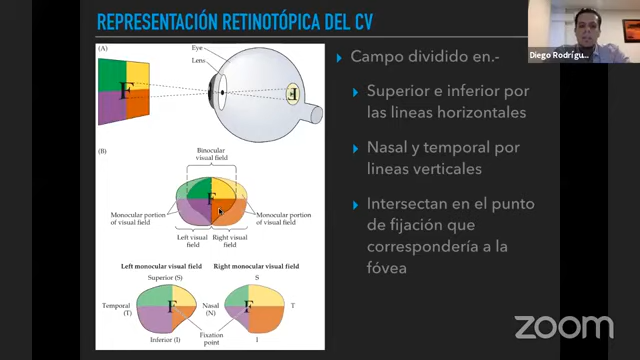 REPRESENTACIÓN RETINOTÓPICA DEL CV
Diego Rodrígu...
(A)
Eye
Lens
F
F
(B)
Binocular
visual field
F
Monocular portion
of visual field
Monocular portion
of visual field
Left visual
field
Right visual
field
Left monocular visual field
Right monocular visual field
Superior (S)
S
Temporal
(T)
F
Nasal
(N)
F
T
Inferior (I)
Fixation
point
I
Campo dividido en.-
Superior e inferior por
las lineas horizontales
Nasal y temporal por
lineas verticales
Intersectan en el punto
de fijación que
correspondería a la
fóvea
zoom